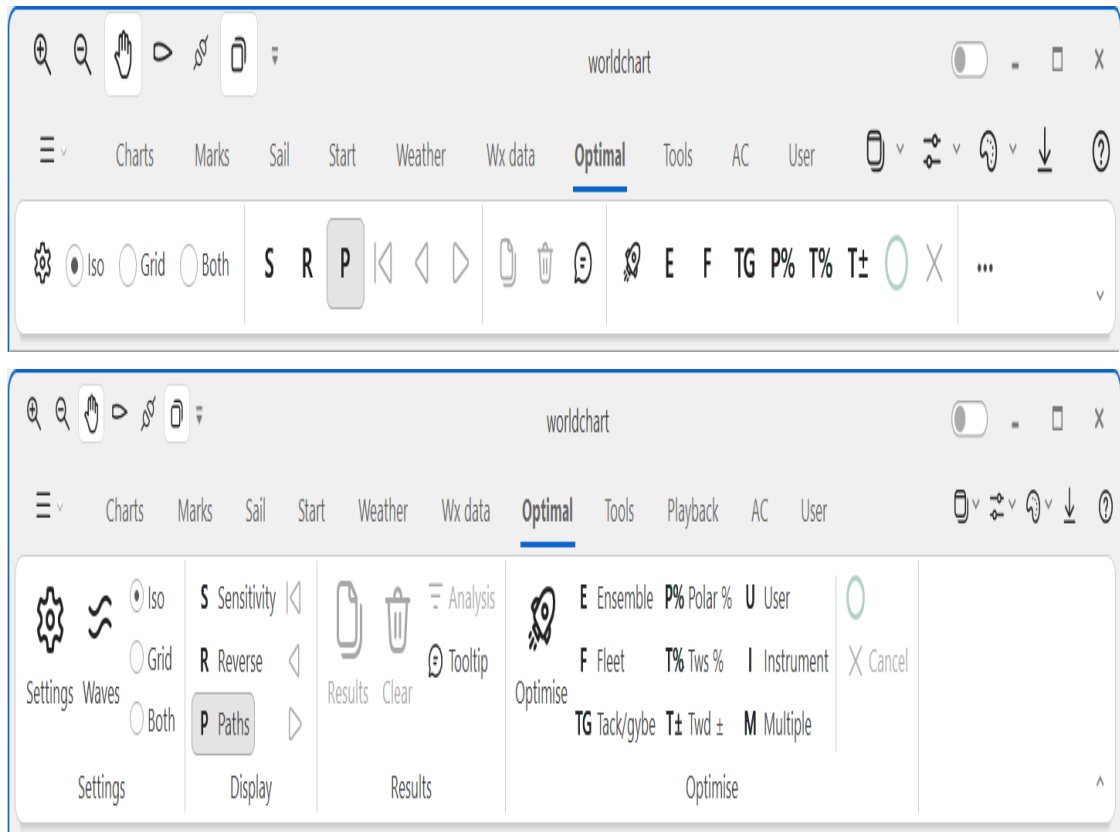 worldchart
Charts Marks Sail Start Weather Wx data Optimal Tools AC User
Iso Grid Both S R P E F TG P% T% T± ...
worldchart
Charts Marks Sail Start Weather Wx data Optimal Tools Playback AC User
Iso S Sensitivity Analysis E Ensemble P% Polar % U User
Grid R Reverse Tooltip F Fleet T% Tws % I Instrument Cancel
Settings Waves Results Clear Optimise
Both P Paths TG Tack/gybe T± Twd ± M Multiple
Settings Display Results Optimise